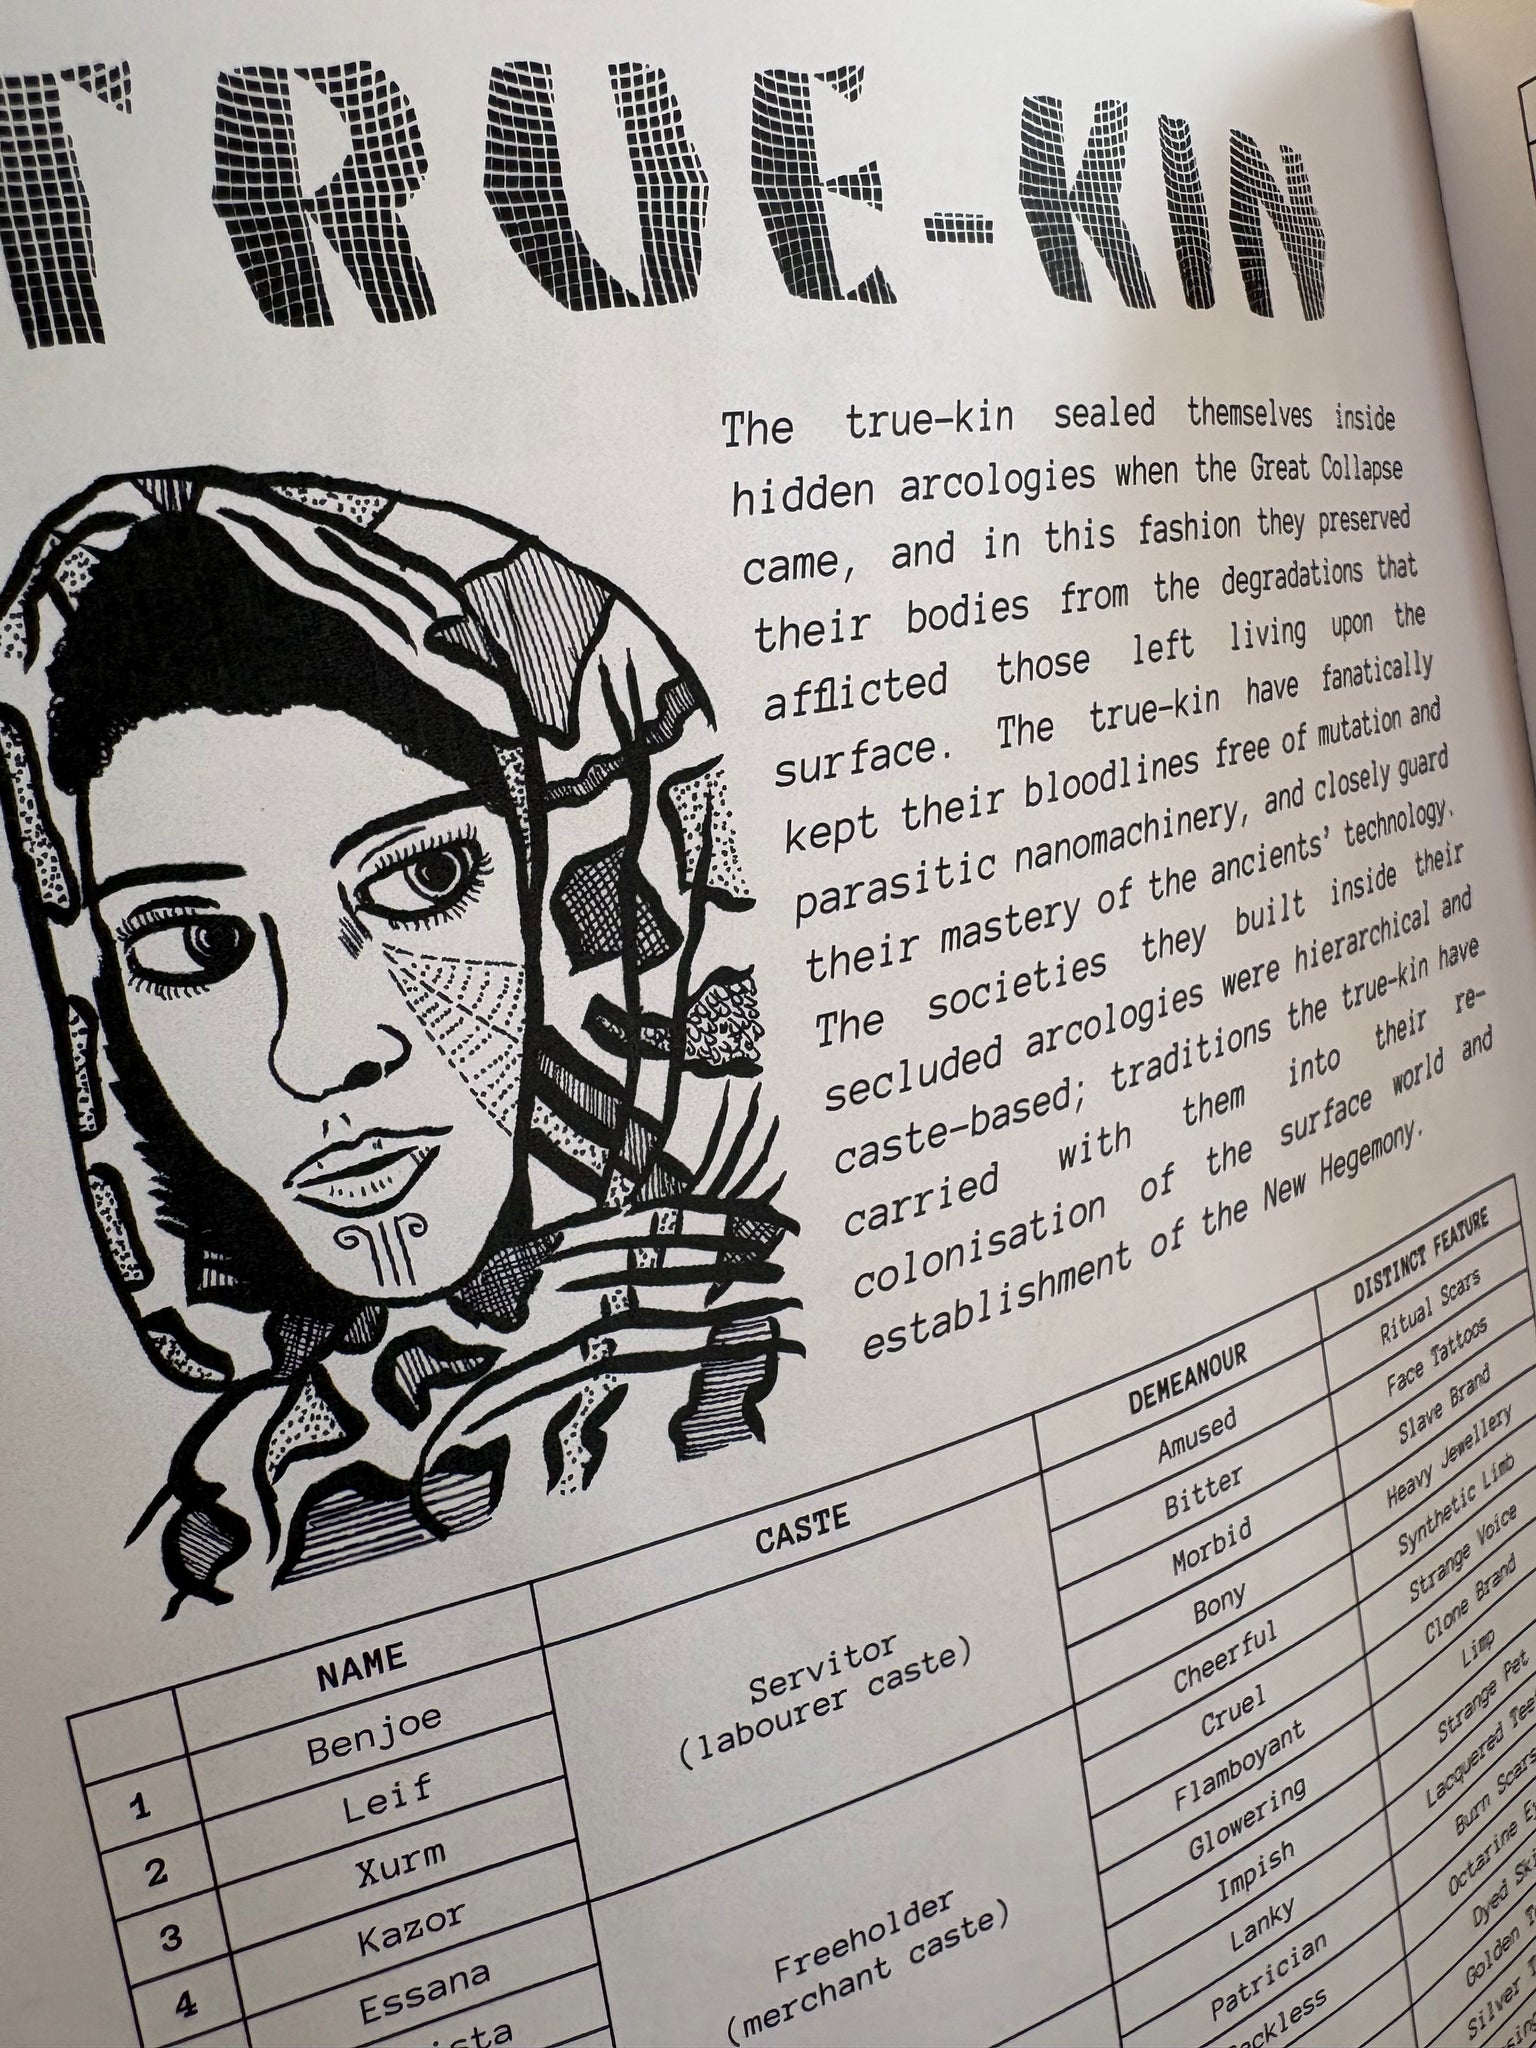 TRUE-KIN
The true-kin sealed themselves inside
hidden arcologies when the Great Collapse
came, and in this fashion they preserved
their bodies from the degradations that
afflicted those left living upon the
surface. The true-kin have fanatically
kept their bloodlines free of mutation and
parasitic nanomachinery, and closely guard
their mastery of the ancients' technology.
The societies they built inside their
secluded arcologies were hierarchical and
caste-based; traditions the true-kin have
carried with them into their re-
colonisation of the surface world and
establishment of the New Hegemony.
NAME CASTE DEMEANOUR DISTINCT FEATURE
1 Benjoe
2 Leif
3 Xurm
4 Kazor
Essana
Servitor
(labourer caste)
Freeholder
(merchant caste)
Amused
Bitter
Morbid
Bony
Cheerful
Cruel
Flamboyant
Glowering
Impish
Lanky
Patrician
Ritual Scars
Face Tattoos
Slave Brand
Heavy Jewellery
Synthetic Limb
Strange Voice
Clone Brand
Limp
Strange Pet
Lacquered
Burn Scars
Octarine
Dyed
Golden
Silver